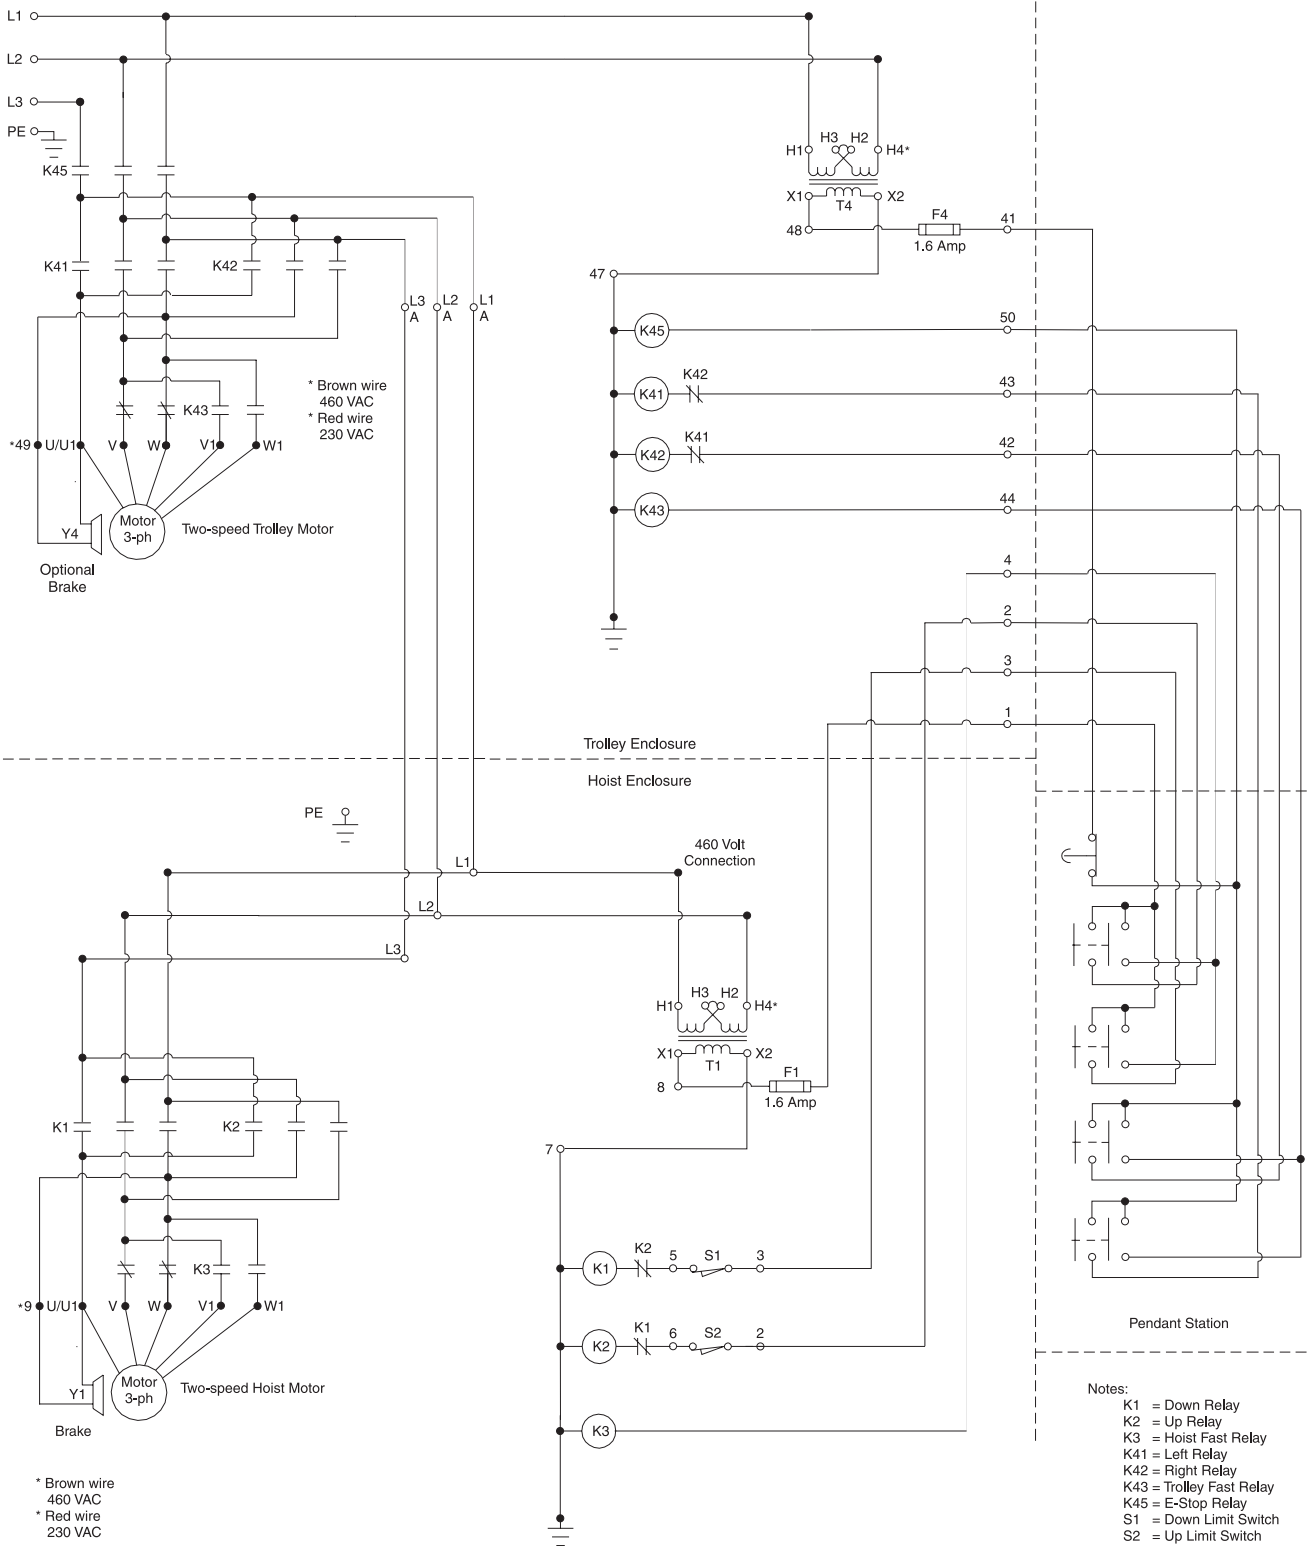 L1
L2
L3
PE
K45
H1
H3
H2
H4*
X1
X2
T4
48
F4
1.6 Amp
41
47
K41
K42
L3
A
L2
A
L1
A
K45
50
K41
K42
43
* Brown wire
460 VAC
* Red wire
230 VAC
K43
*49
U/U1
V
W
V1
W1
K42
K41
42
K43
44
Motor
3-ph
Two-speed Trolley Motor
Y4
Optional
Brake
4
2
3
1
Trolley Enclosure
Hoist Enclosure
PE
460 Volt
Connection
L1
L2
L3
H1
H3
H2
H4*
X1
X2
T1
8
F1
1.6 Amp
K1
K2
7
K1
K2
5
S1
3
K3
*9
U/U1
V
W
V1
W1
K2
K1
6
S2
2
Motor
3-ph
Two-speed Hoist Motor
Y1
Brake
K3
Pendant Station
* Brown wire
460 VAC
* Red wire
230 VAC
Notes:
K1 = Down Relay
K2 = Up Relay
K3 = Hoist Fast Relay
K41 = Left Relay
K42 = Right Relay
K43 = Trolley Fast Relay
K45 = E-Stop Relay
S1 = Down Limit Switch
S2 = Up Limit Switch